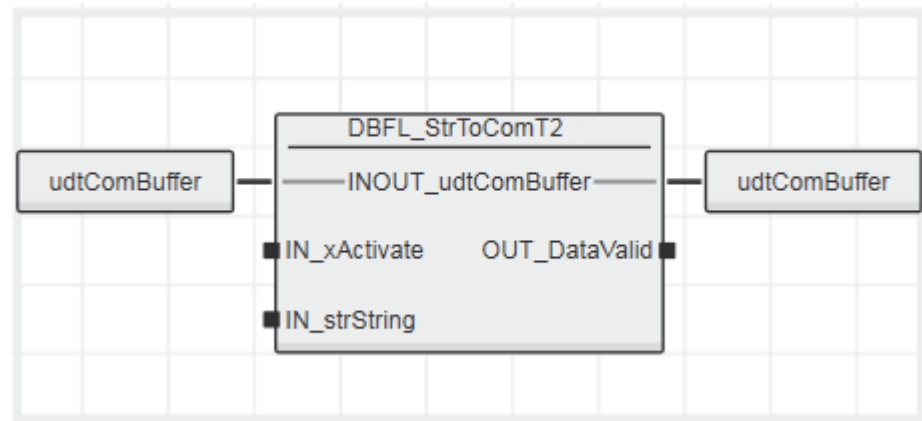 DBFL_StrToComT2
udtComBuffer INOUT_udtComBuffer udtComBuffer
IN_xActivate OUT_DataValid
IN_strString